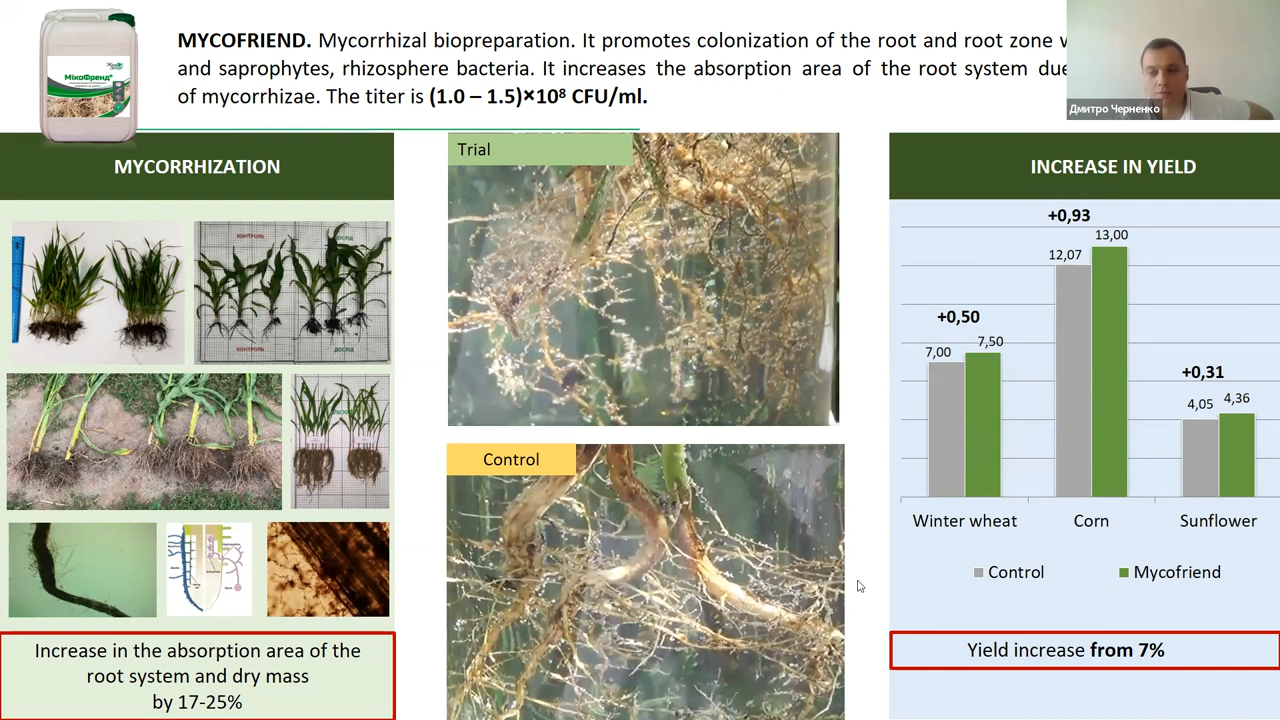 MYCOFRIEND. Mycorrhizal biopreparation. It promotes colonization of the root and root zone
and saprophytes, rhizosphere bacteria. It increases the absorption area of the root system due
of mycorrhizae. The titer is (1.0 – 1.5)×10⁸ CFU/ml.
Дмитро Черненко
МікоФренд®
MYCORRHIZATION
КОНТРОЛЬ
ДОСЛІД
КОНТРОЛЬ
ДОСЛІД
Increase in the absorption area of the
root system and dry mass
by 17-25%
Trial
Control
INCREASE IN YIELD
+0,93
12,07
13,00
+0,50
7,00
7,50
+0,31
4,05
4,36
Winter wheat
Corn
Sunflower
Control
Mycofriend
Yield increase from 7%